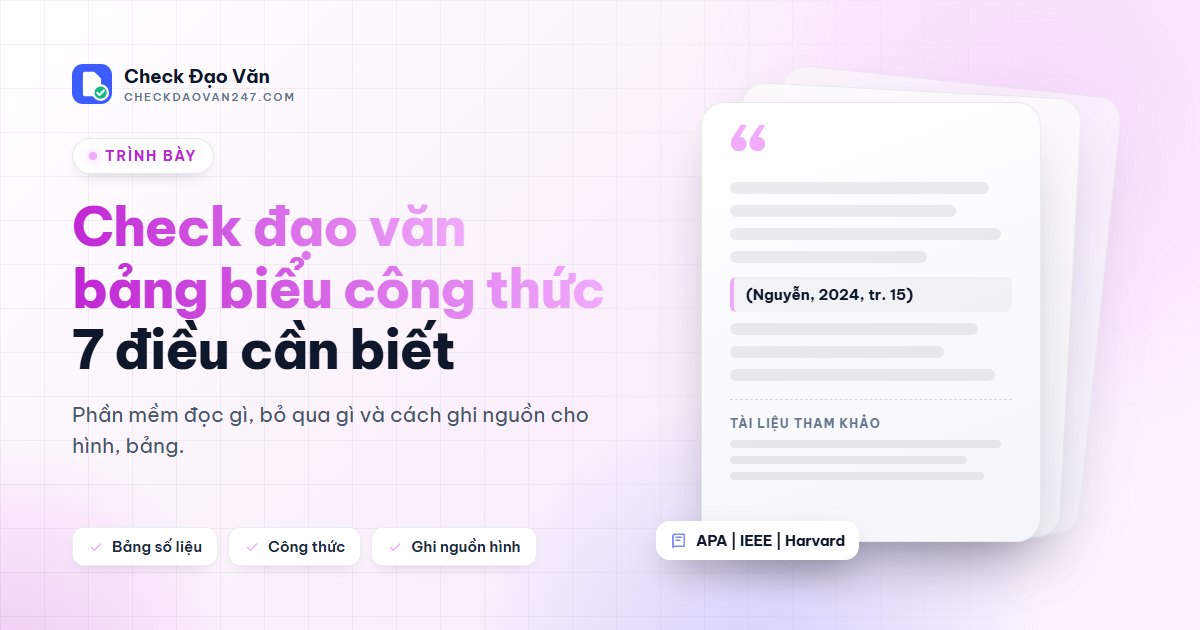 Check Đạo Văn
CHECKDAOVAN247.COM
TRÌNH BÀY
Check đạo văn
bảng biểu công thức
7 điều cần biết
Phần mềm đọc gì, bỏ qua gì và cách ghi nguồn cho
hình, bảng.
Bảng số liệu
Công thức
Ghi nguồn hình
“
(Nguyễn, 2024, tr. 15)
TÀI LIỆU THAM KHẢO
APA | IEEE | Harvard